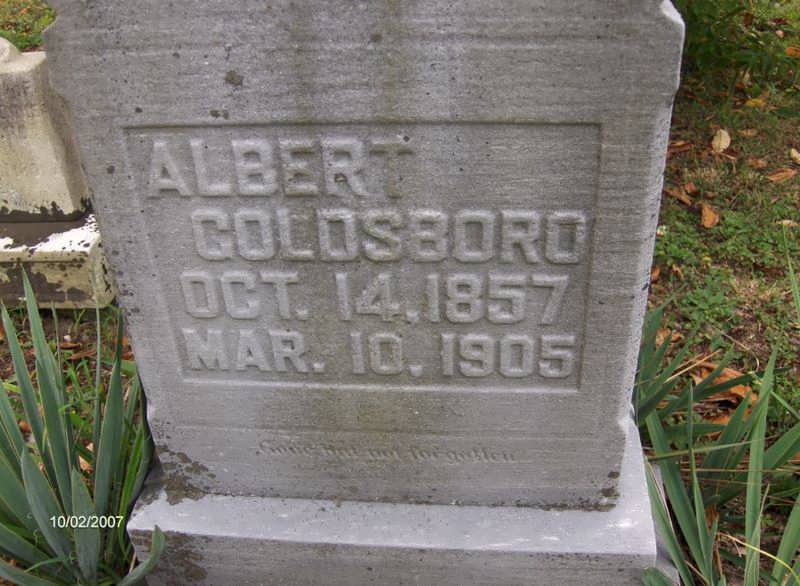 ALBERT
GOLDSBORO
OCT. 14, 1857
MAR. 10, 1905
Gone but not forgotten
10/02/2007